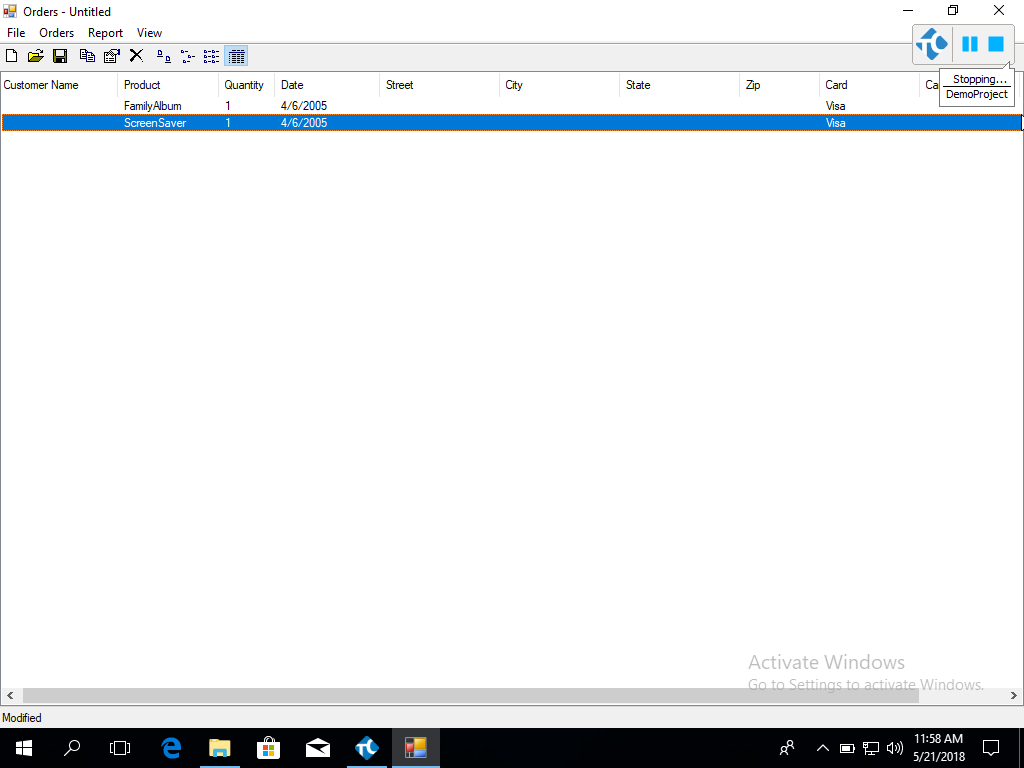 Orders - Untitled
File Orders Report View
Stopping...
DemoProject
Customer Name Product Quantity Date Street City State Zip Card Ca
FamilyAlbum 1 4/6/2005 Visa
ScreenSaver 1 4/6/2005 Visa
Activate Windows
Go to Settings to activate Windows.
Modified
11:58 AM
5/21/2018